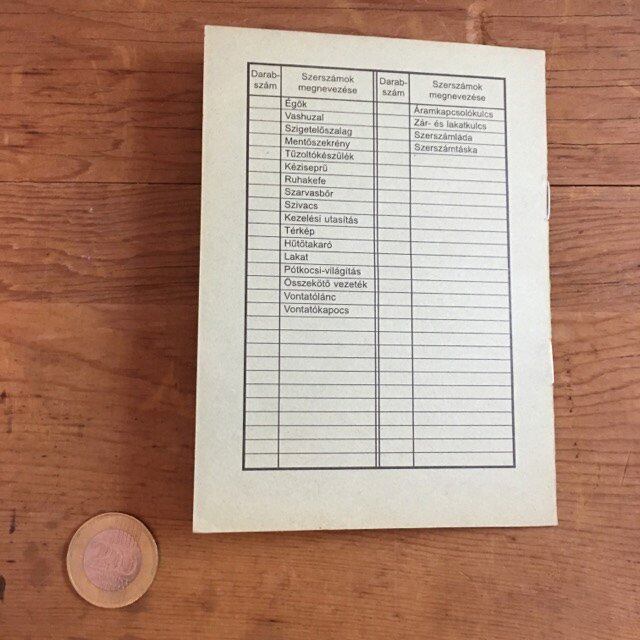 Darab-
szám
Szerszámok
megnevezése
Égők
Vashuzal
Szigetelőszalag
Mentőszekrény
Tűzoltókészülék
Kéziseprű
Ruhakefe
Szarvasbőr
Szivacs
Kezelési utasítás
Térkép
Hűtőtakaró
Lakat
Pótkocsi-világítás
Összekötő vezeték
Vontatólánc
Vontatókapocs
Darab-
szám
Szerszámok
megnevezése
Áramkapcsolókulcs
Zár- és lakatkulcs
Szerszámláda
Szerszámtáska